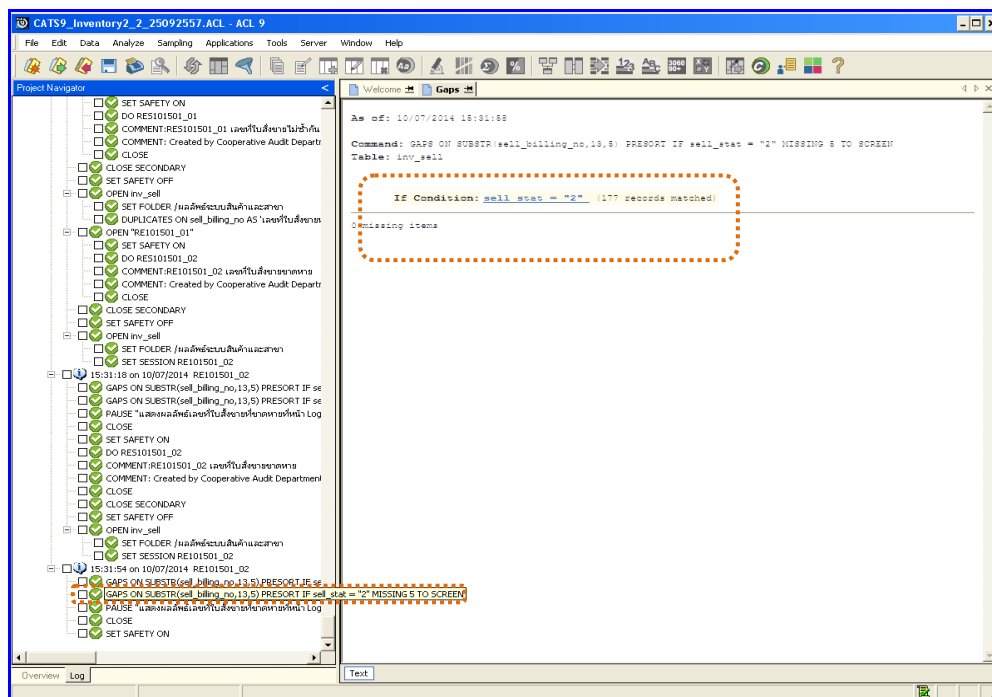 CATS9_Inventory2_2_25092557.ACL - ACL 9
File Edit Data Analyze Sampling Applications Tools Server Window Help
Project Navigator <
Welcome Gaps
SET SAFETY ON
DO RES101501_01
COMMENT:RES101501_01 เลขที่ใบสั่งขายไม่ซ้ำกัน
COMMENT: Created by Cooperative Audit Departr
CLOSE
CLOSE SECONDARY
SET SAFETY OFF
OPEN inv_sell
SET FOLDER /ผลลัพธ์ระบบสินค้าและสาขา
DUPLICATES ON sell_billing_no AS 'เลขที่ใบสั่งขายห
OPEN "RE101501_01"
SET SAFETY ON
DO RES101501_02
COMMENT:RE101501_02 เลขที่ใบสั่งขายขาดหาย
COMMENT: Created by Cooperative Audit Departr
CLOSE
CLOSE SECONDARY
SET SAFETY OFF
OPEN inv_sell
SET FOLDER /ผลลัพธ์ระบบสินค้าและสาขา
SET SESSION RE101501_02
15:31:18 on 10/07/2014 RE101501_02
GAPS ON SUBSTR(sell_billing_no,13,5) PRESORT IF se
GAPS ON SUBSTR(sell_billing_no,13,5) PRESORT IF se
PAUSE "แสดงผลลัพธ์เลขที่ใบสั่งขายที่ขาดหายที่หน้า Log
CLOSE
SET SAFETY ON
DO RES101501_02
COMMENT:RE101501_02 เลขที่ใบสั่งขายขาดหาย
COMMENT: Created by Cooperative Audit Department
CLOSE
CLOSE SECONDARY
SET SAFETY OFF
OPEN inv_sell
SET FOLDER /ผลลัพธ์ระบบสินค้าและสาขา
SET SESSION RE101501_02
15:31:54 on 10/07/2014 RE101501_02
GAPS ON SUBSTR(sell_billing_no,13,5) PRESORT IF se
GAPS ON SUBSTR(sell_billing_no,13,5) PRESORT IF sell_stat = "2" MISSING 5 TO SCREEN
PAUSE "แสดงผลลัพธ์เลขที่ใบสั่งขายที่ขาดหายที่หน้า Log
CLOSE
SET SAFETY ON
Overview Log
As of: 10/07/2014 15:31:58
Command: GAPS ON SUBSTR(sell_billing_no,13,5) PRESORT IF sell_stat = "2" MISSING 5 TO SCREEN
Table: inv_sell
If Condition: sell_stat = "2" (177 records matched)
0 missing items
Text